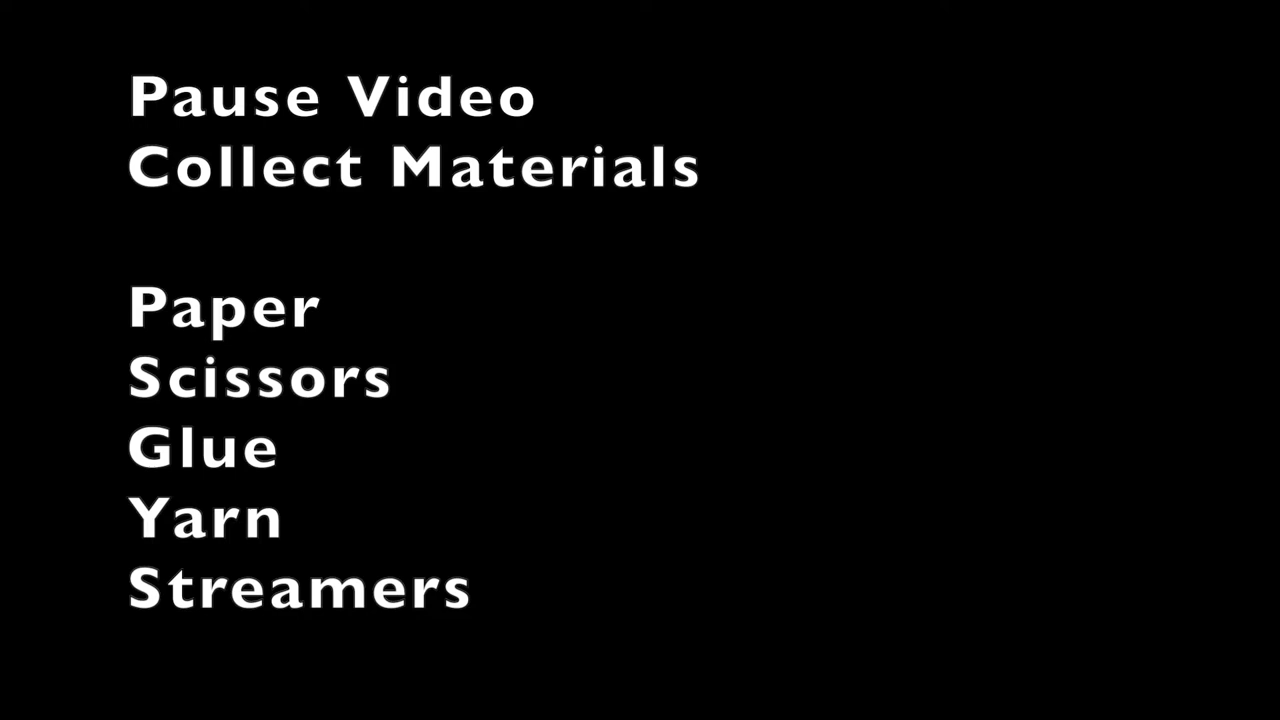 Pause Video
Collect Materials
Paper
Scissors
Glue
Yarn
Streamers